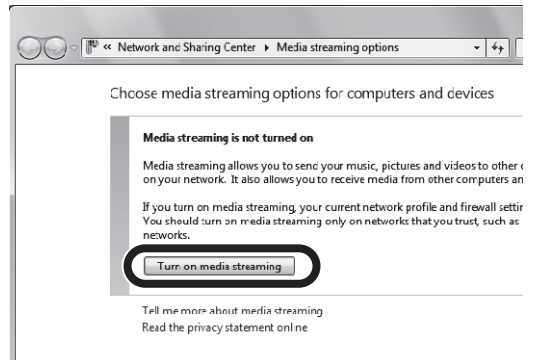 « Network and Sharing Center ▸ Media streaming options
Choose media streaming options for computers and devices
Media streaming is not turned on
Media streaming allows you to send your music, pictures and videos to other
on your network. It also allows you to receive media from other computers an
If you turn on media streaming, your current network profile and firewall settin
You should turn on media streaming only on networks that you trust, such as
networks.
Turn on media streaming
Tell me more about media streaming
Read the privacy statement online